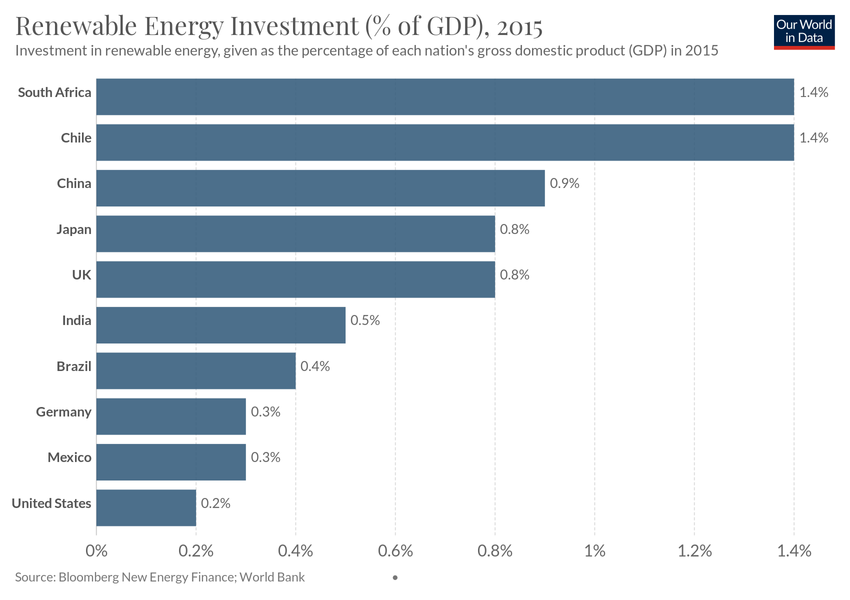 Renewable Energy Investment (% of GDP), 2015
Investment in renewable energy, given as the percentage of each nation's gross domestic product (GDP) in 2015
Our World
in Data
South Africa 1.4%
Chile 1.4%
China 0.9%
Japan 0.8%
UK 0.8%
India 0.5%
Brazil 0.4%
Germany 0.3%
Mexico 0.3%
United States 0.2%
0% 0.2% 0.4% 0.6% 0.8% 1% 1.2% 1.4%
Source: Bloomberg New Energy Finance; World Bank •